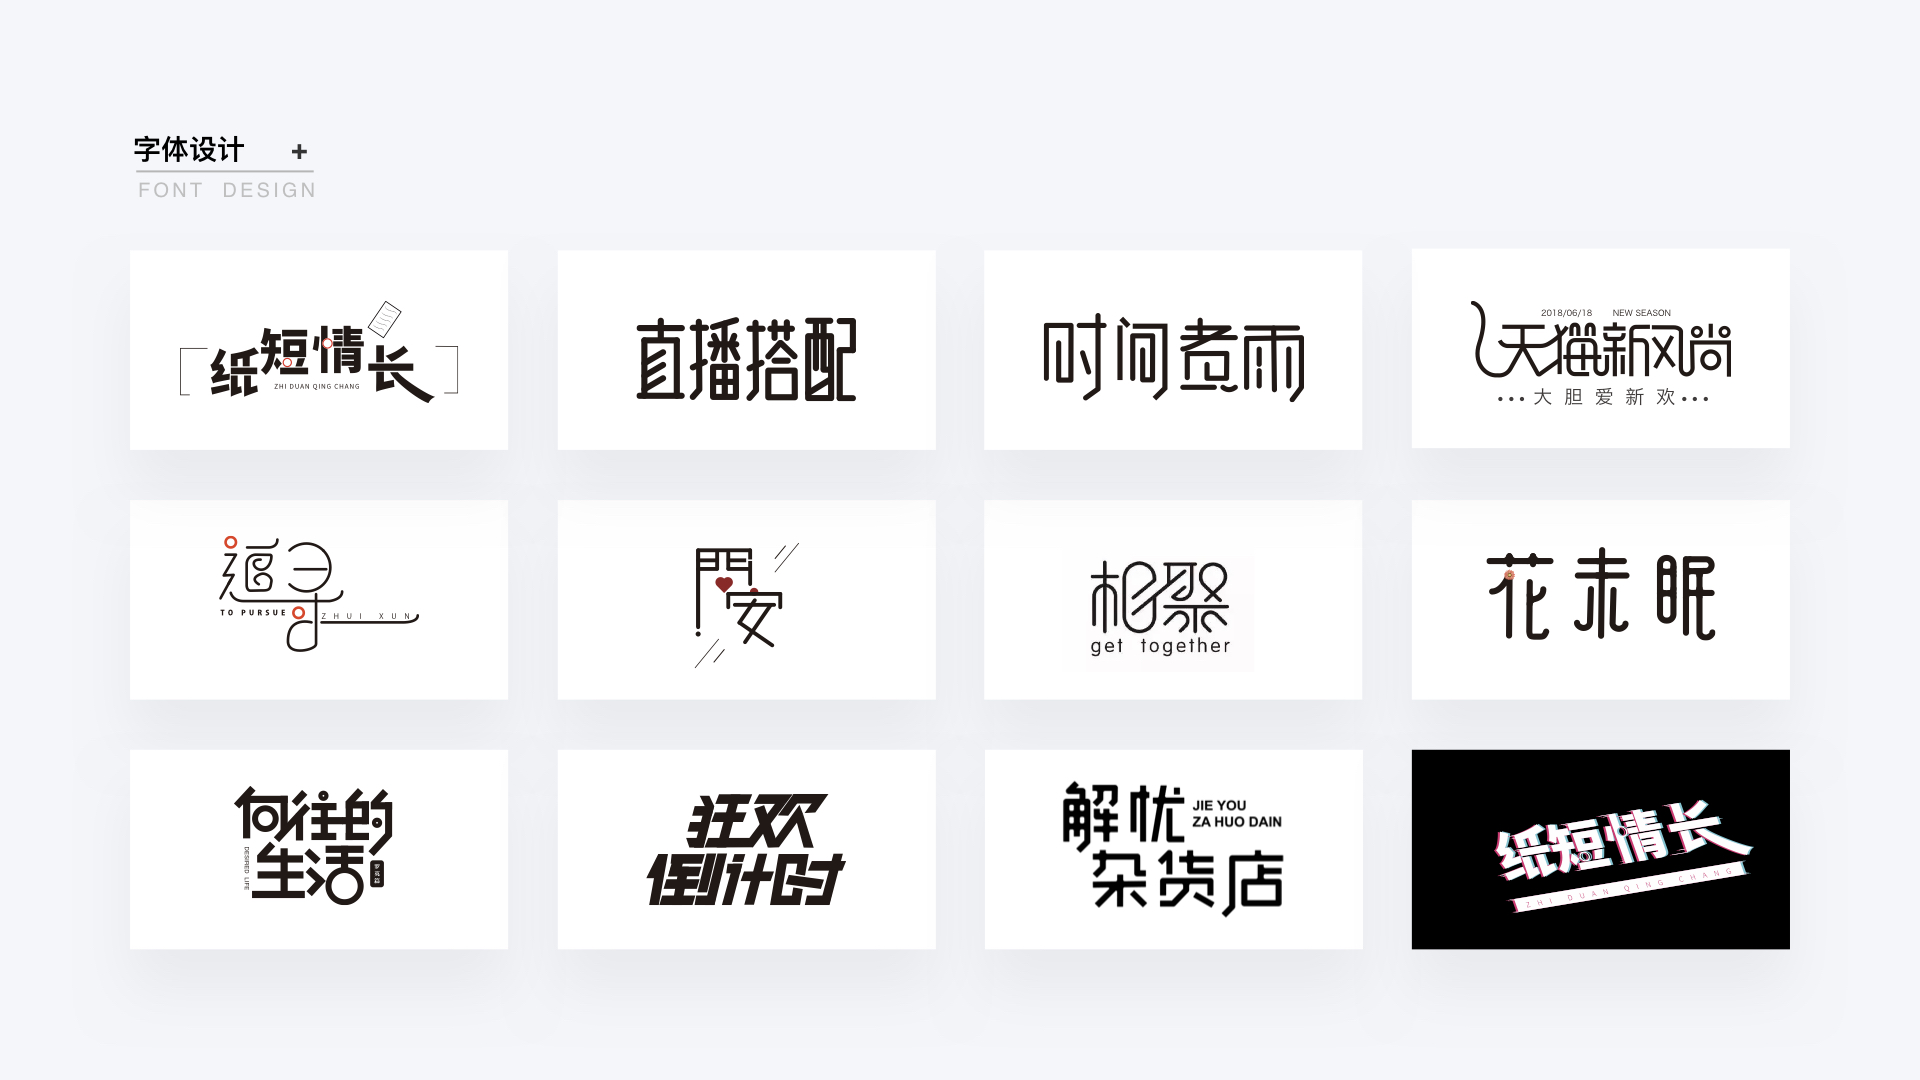 字体设计 +
FONT DESIGN
纸短情长
ZHI DUAN QING CHANG
直播搭配
时间煮雨
2018/06/18 NEW SEASON
天猫新风尚
•••大胆爱新欢•••
追寻
TO PURSUE
ZHUI XUN
问安
相聚
get together
花未眠
向往的
生活
DESIRED LIFE
狂欢
倒计时
解忧
JIE YOU
ZA HUO DAIN
杂货店
纸短情长
ZHI DUAN QING CHANG